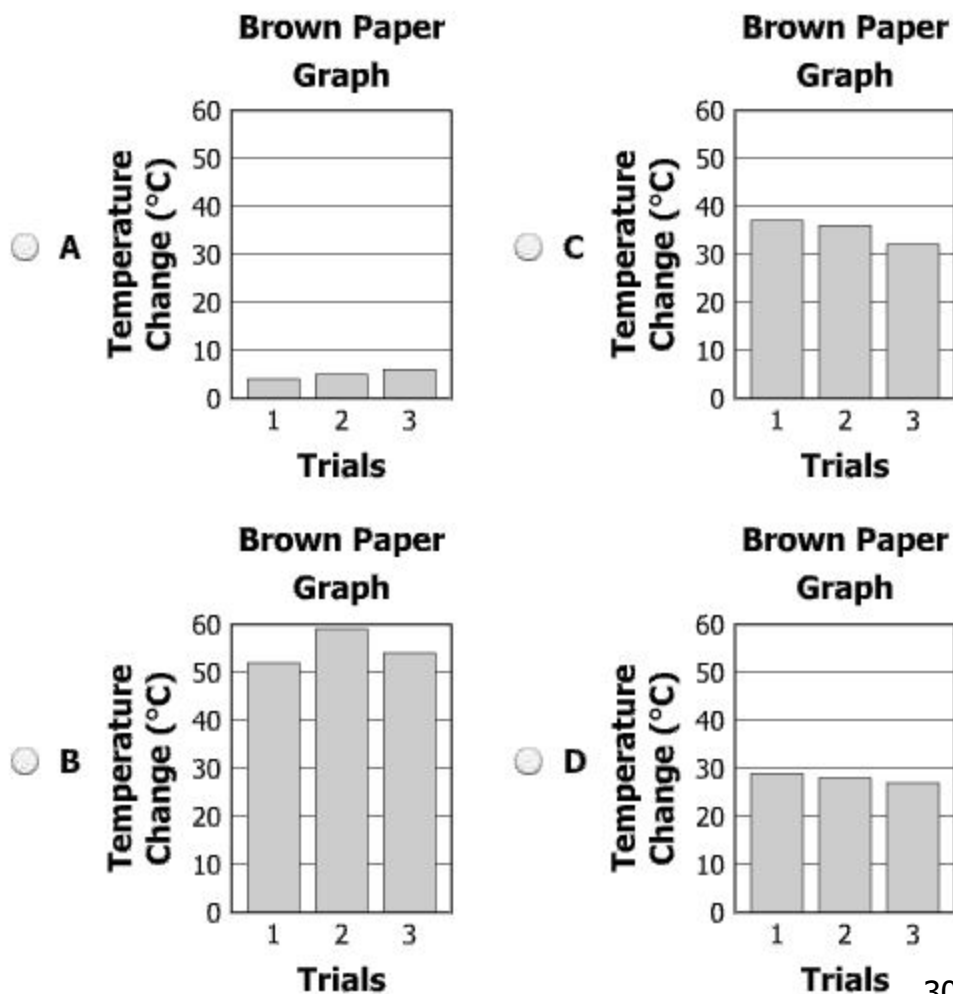 Brown Paper
Graph
60
50
40
30
20
10
0
Temperature
Change (°C)
1 2 3
Trials
A
Brown Paper
Graph
60
50
40
30
20
10
0
Temperature
Change (°C)
1 2 3
Trials
C
Brown Paper
Graph
60
50
40
30
20
10
0
Temperature
Change (°C)
1 2 3
Trials
B
Brown Paper
Graph
60
50
40
30
20
10
0
Temperature
Change (°C)
1 2 3
Trials
D
30